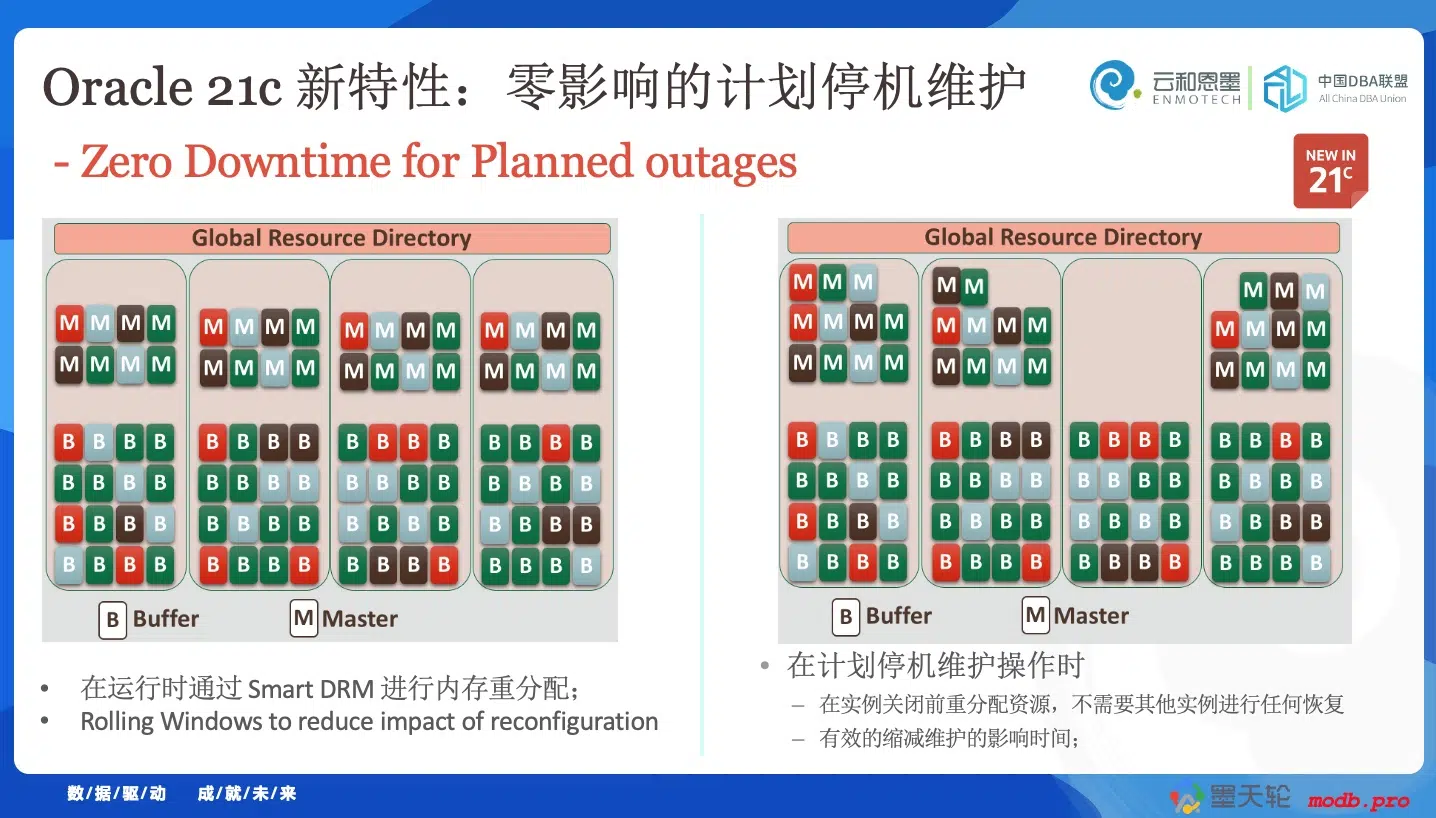 Oracle 21c 新特性：零影响的计划停机维护
云和恩墨
ENMOTECH
中国DBA联盟
All China DBA Union
- Zero Downtime for Planned outages
NEW IN
21C
Global Resource Directory
M M M M M M M M M M M M M M M M
M M M M M M M M M M M M M M M M
B B B B B B B B B B B B B B B B
B B B B B B B B B B B B B B B B
B B B B B B B B B B B B B B B B
B B B B B B B B B B B B B B B B
B Buffer M Master
• 在运行时通过 Smart DRM 进行内存重分配；
• Rolling Windows to reduce impact of reconfiguration
Global Resource Directory
M M M M M M M M
M M M M M M M M M M M M
M M M M M M M M M M M M
B B B B B B B B B B B B B B B B
B B B B B B B B B B B B B B B B
B B B B B B B B B B B B B B B B
B B B B B B B B B B B B B B B B
B Buffer M Master
• 在计划停机维护操作时
– 在实例关闭前重分配资源，不需要其他实例进行任何恢复
– 有效的缩减维护的影响时间；
数/据/驱/动 成/就/未/来
墨天轮 modb.pro